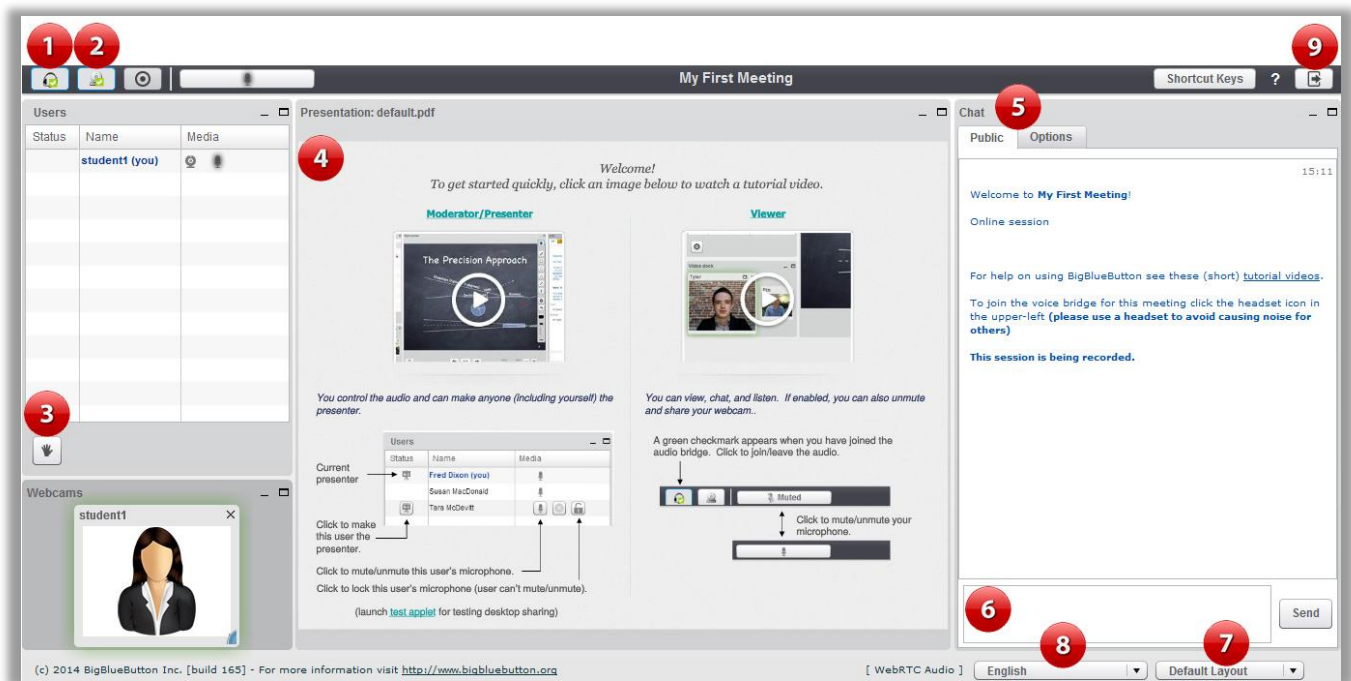 1
2
9
My First Meeting
Shortcut Keys
?
Users
Status Name Media
student1 (you)
3
Webcams
student1
Presentation: default.pdf
4
Welcome!
To get started quickly, click an image below to watch a tutorial video.
Moderator/Presenter
The Precision Approach
You control the audio and can make anyone (including yourself) the
presenter.
Users
Status Name Media
Current
presenter
Fred Dixon (you)
Susan MacDonald
Tara McDevitt
Click to make
this user the
presenter.
Click to mute/unmute this user's microphone.
Click to lock this user's microphone (user can't mute/unmute).
(launch test applet for testing desktop sharing)
Viewer
Video dock
Tyler
You can view, chat, and listen. If enabled, you can also unmute
and share your webcam..
A green checkmark appears when you have joined the
audio bridge. Click to join/leave the audio.
Muted
Click to mute/unmute your
microphone.
Chat
5
Public Options
15:11
Welcome to My First Meeting!
Online session
For help on using BigBlueButton see these (short) tutorial videos.
To join the voice bridge for this meeting click the headset icon in
the upper-left (please use a headset to avoid causing noise for
others)
This session is being recorded.
6
Send
8
7
(c) 2014 BigBlueButton Inc. [build 165] - For more information visit http://www.bigbluebutton.org
[ WebRTC Audio ]
English
Default Layout